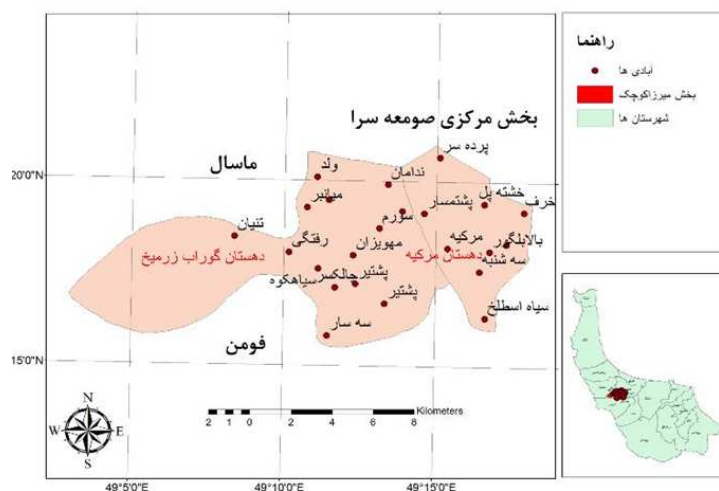 راهنما
آبادی ها
بخش میرزاکوچک
شهرستان ها
بخش مرکزی صومعه سرا
پرده سر
ماسال
ولد
ندامان
خشته پل
میانبر
پشتمسار
خرف
تنیان
سورم
رفتگی
مهویزان
مرکیه
بالابلگور
دهستان گوراب زرمیخ
دهستان مرکیه
سه شنبه
سیاهکوه
چالکسر
پشتیر
پشتیر
سیاه اسطلخ
سه سار
فومن
20'0"N
15'0"N
N
W E
S
Kilometers
2 1 0 2 4 6 8
49°5'0"E 49°10'0"E 49°15'0"E